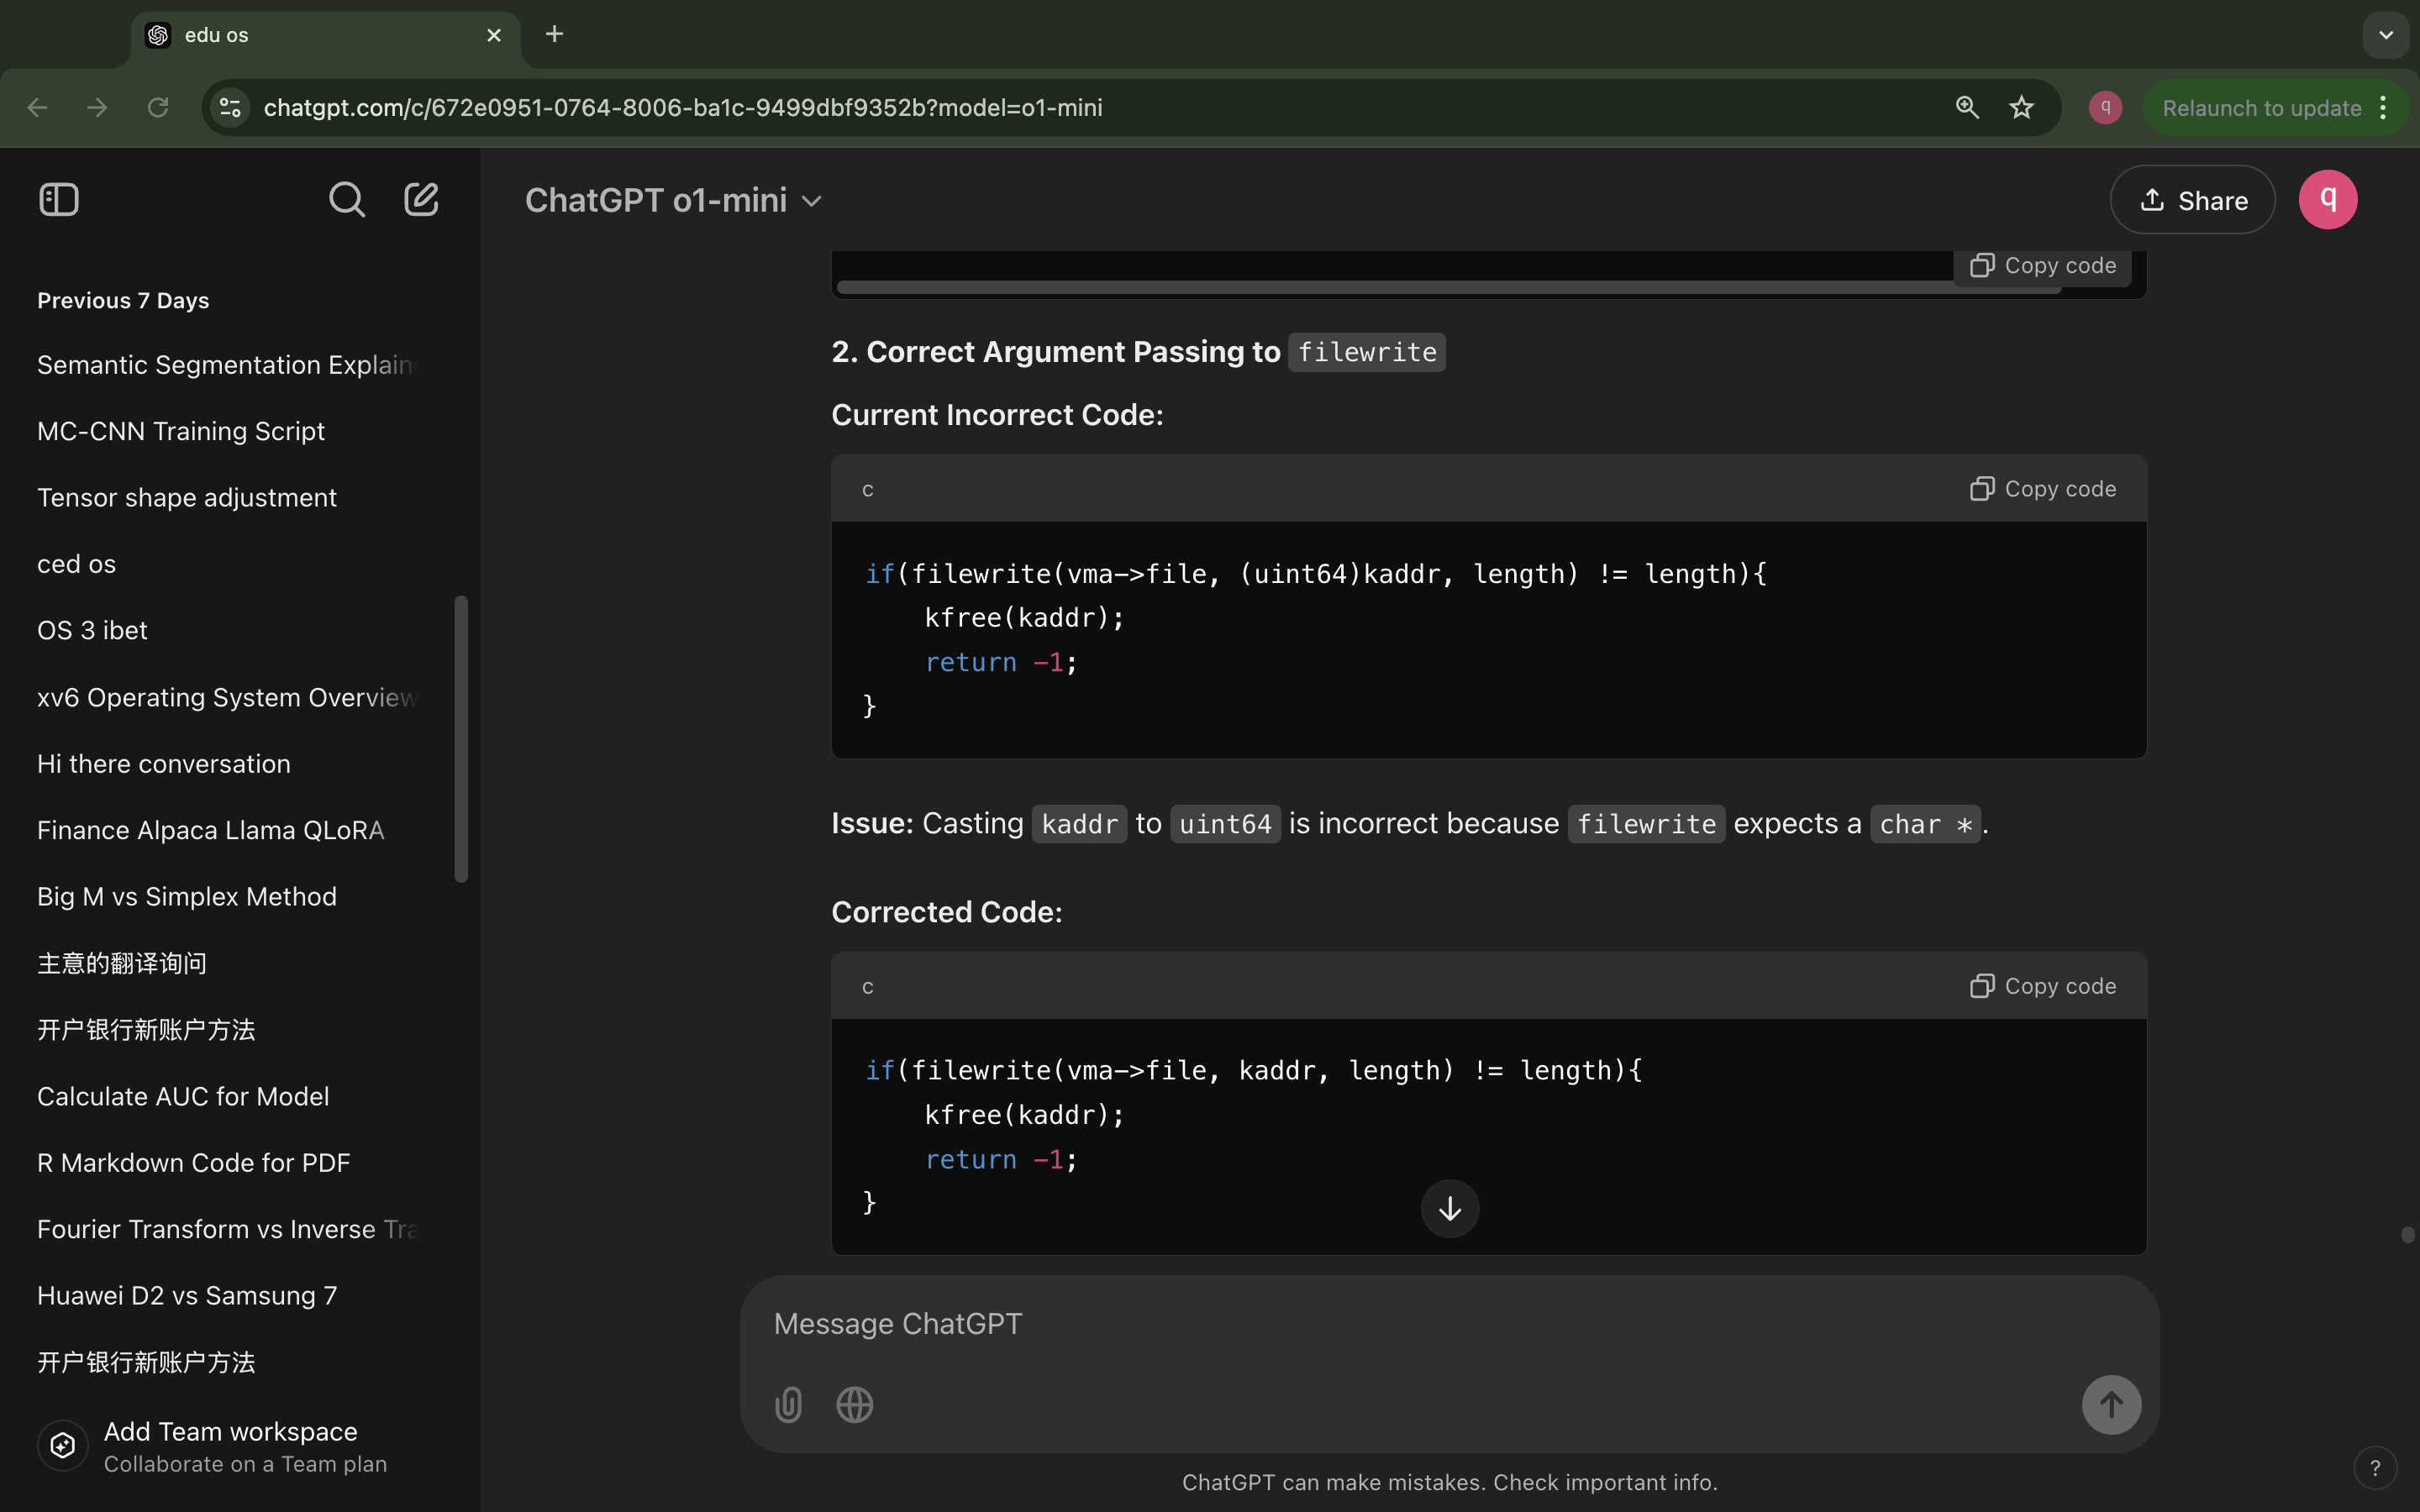 edu os
chatgpt.com/c/672e0951-0764-8006-ba1c-9499dbf9352b?model=o1-mini
q
Relaunch to update
ChatGPT o1-mini
Share
q
Previous 7 Days
Semantic Segmentation Explain
MC-CNN Training Script
Tensor shape adjustment
ced os
OS 3 ibet
xv6 Operating System Overview
Hi there conversation
Finance Alpaca Llama QLoRA
Big M vs Simplex Method
主意的翻译询问
开户银行新账户方法
Calculate AUC for Model
R Markdown Code for PDF
Fourier Transform vs Inverse Tra
Huawei D2 vs Samsung 7
开户银行新账户方法
Add Team workspace
Collaborate on a Team plan
Copy code
2. Correct Argument Passing to filewrite
Current Incorrect Code:
c
Copy code
if(filewrite(vma->file, (uint64)kaddr, length) != length){
kfree(kaddr);
return -1;
}
Issue: Casting kaddr to uint64 is incorrect because filewrite expects a char *.
Corrected Code:
c
Copy code
if(filewrite(vma->file, kaddr, length) != length){
kfree(kaddr);
return -1;
}
Message ChatGPT
ChatGPT can make mistakes. Check important info.
?